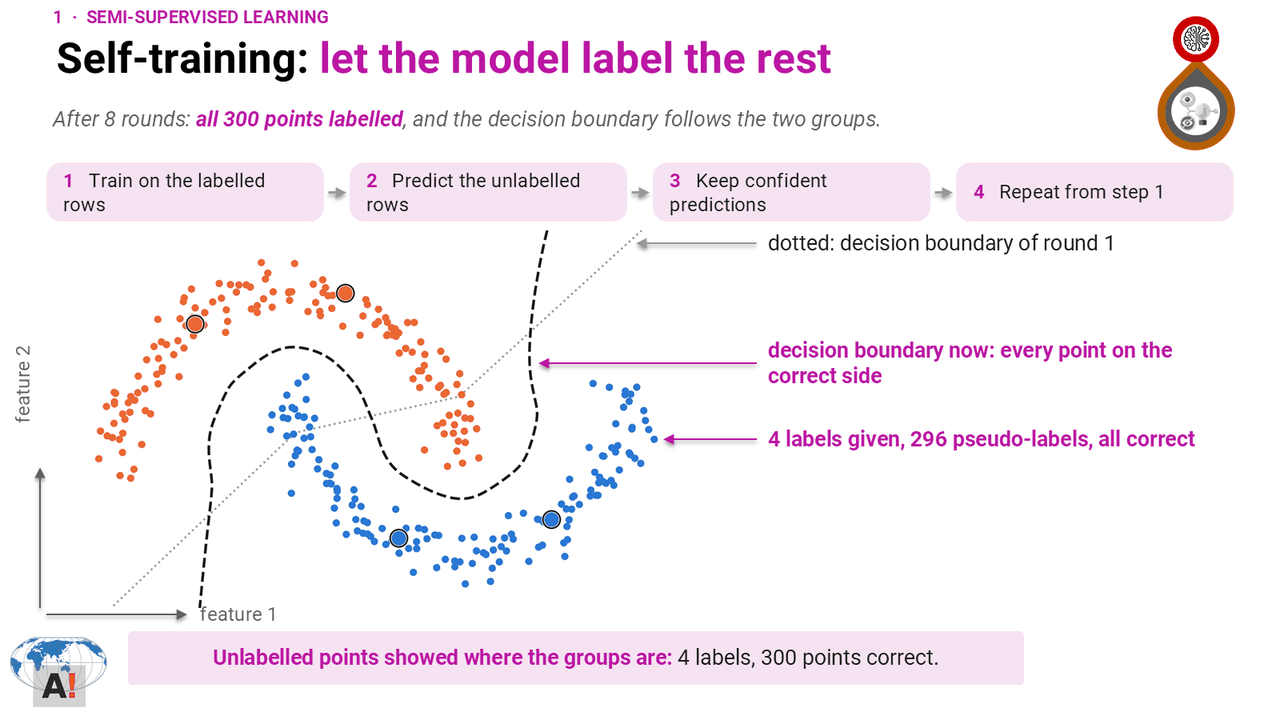 1 · SEMI-SUPERVISED LEARNING
Self-training: let the model label the rest
After 8 rounds: all 300 points labelled, and the decision boundary follows the two groups.
1 Train on the labelled
rows
2 Predict the unlabelled
rows
3 Keep confident
predictions
4 Repeat from step 1
dotted: decision boundary of round 1
decision boundary now: every point on the
correct side
4 labels given, 296 pseudo-labels, all correct
feature 2
feature 1
Unlabelled points showed where the groups are: 4 labels, 300 points correct.
A!